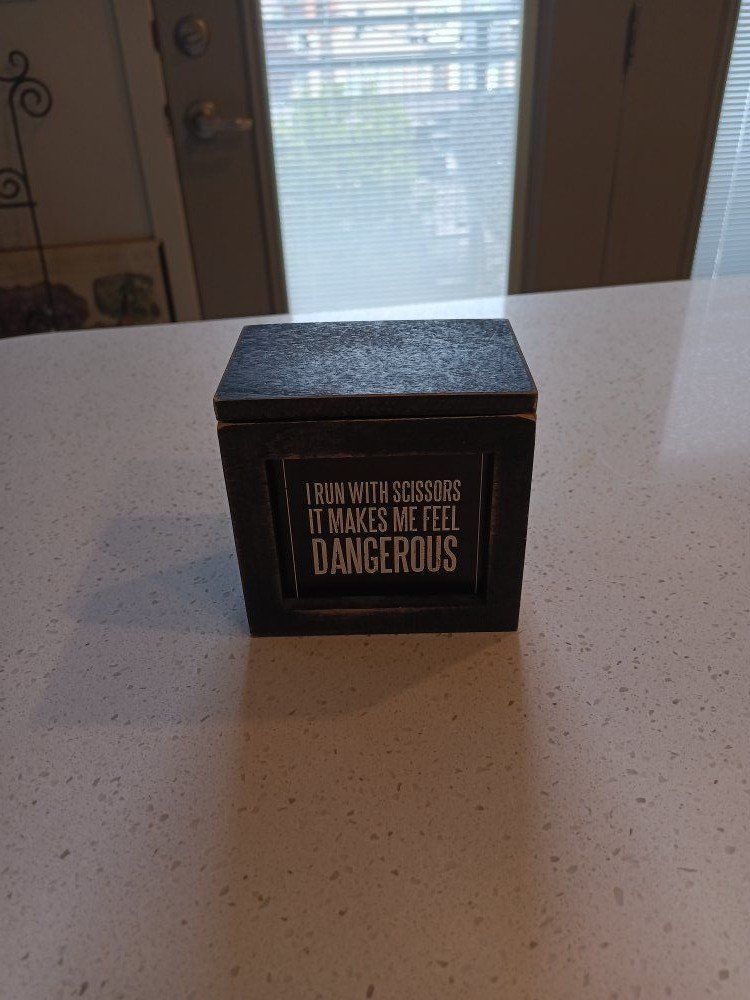 I RUN WITH SCISSORS
IT MAKES ME FEEL
DANGEROUS